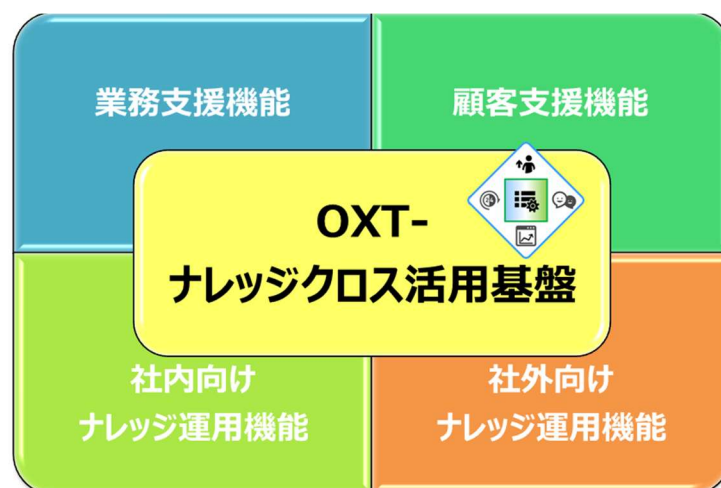 業務支援機能
顧客支援機能
OXT-
ナレッジクロス活用基盤
社内向け
ナレッジ運用機能
社外向け
ナレッジ運用機能